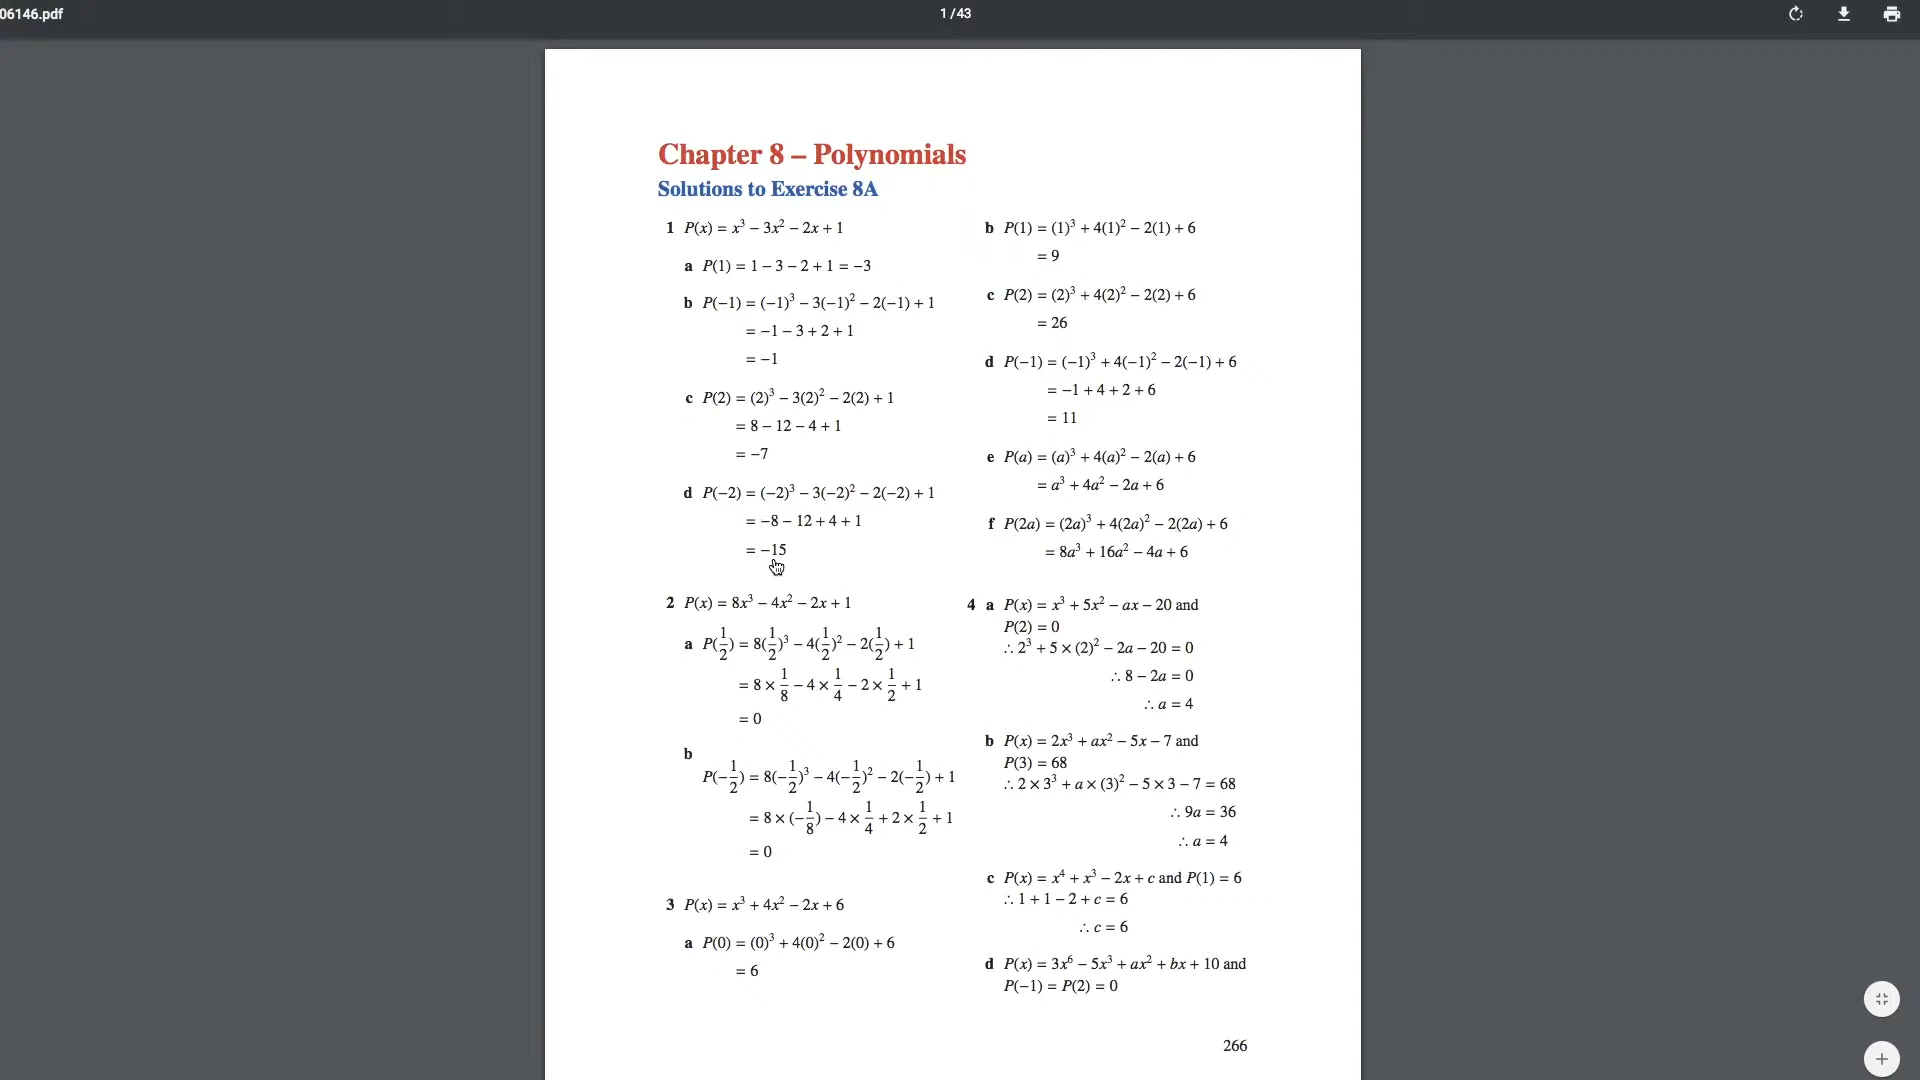 06146.pdf
1 / 43
Chapter 8 – Polynomials
Solutions to Exercise 8A
1 P(x) = x³ − 3x² − 2x + 1
a P(1) = 1 − 3 − 2 + 1 = −3
b P(−1) = (−1)³ − 3(−1)² − 2(−1) + 1
= −1 − 3 + 2 + 1
= −1
c P(2) = (2)³ − 3(2)² − 2(2) + 1
= 8 − 12 − 4 + 1
= −7
d P(−2) = (−2)³ − 3(−2)² − 2(−2) + 1
= −8 − 12 + 4 + 1
= −15
2 P(x) = 8x³ − 4x² − 2x + 1
a P(1/2) = 8(1/2)³ − 4(1/2)² − 2(1/2) + 1
= 8 × 1/8 − 4 × 1/4 − 2 × 1/2 + 1
= 0
b
P(−1/2) = 8(−1/2)³ − 4(−1/2)² − 2(−1/2) + 1
= 8 × (−1/8) − 4 × 1/4 + 2 × 1/2 + 1
= 0
3 P(x) = x³ + 4x² − 2x + 6
a P(0) = (0)³ + 4(0)² − 2(0) + 6
= 6
b P(1) = (1)³ + 4(1)² − 2(1) + 6
= 9
c P(2) = (2)³ + 4(2)² − 2(2) + 6
= 26
d P(−1) = (−1)³ + 4(−1)² − 2(−1) + 6
= −1 + 4 + 2 + 6
= 11
e P(a) = (a)³ + 4(a)² − 2(a) + 6
= a³ + 4a² − 2a + 6
f P(2a) = (2a)³ + 4(2a)² − 2(2a) + 6
= 8a³ + 16a² − 4a + 6
4 a P(x) = x³ + 5x² − ax − 20 and
P(2) = 0
∴ 2³ + 5 × (2)² − 2a − 20 = 0
∴ 8 − 2a = 0
∴ a = 4
b P(x) = 2x³ + ax² − 5x − 7 and
P(3) = 68
∴ 2 × 3³ + a × (3)² − 5 × 3 − 7 = 68
∴ 9a = 36
∴ a = 4
c P(x) = x⁴ + x³ − 2x + c and P(1) = 6
∴ 1 + 1 − 2 + c = 6
∴ c = 6
d P(x) = 3x⁶ − 5x³ + ax² + bx + 10 and
P(−1) = P(2) = 0
266